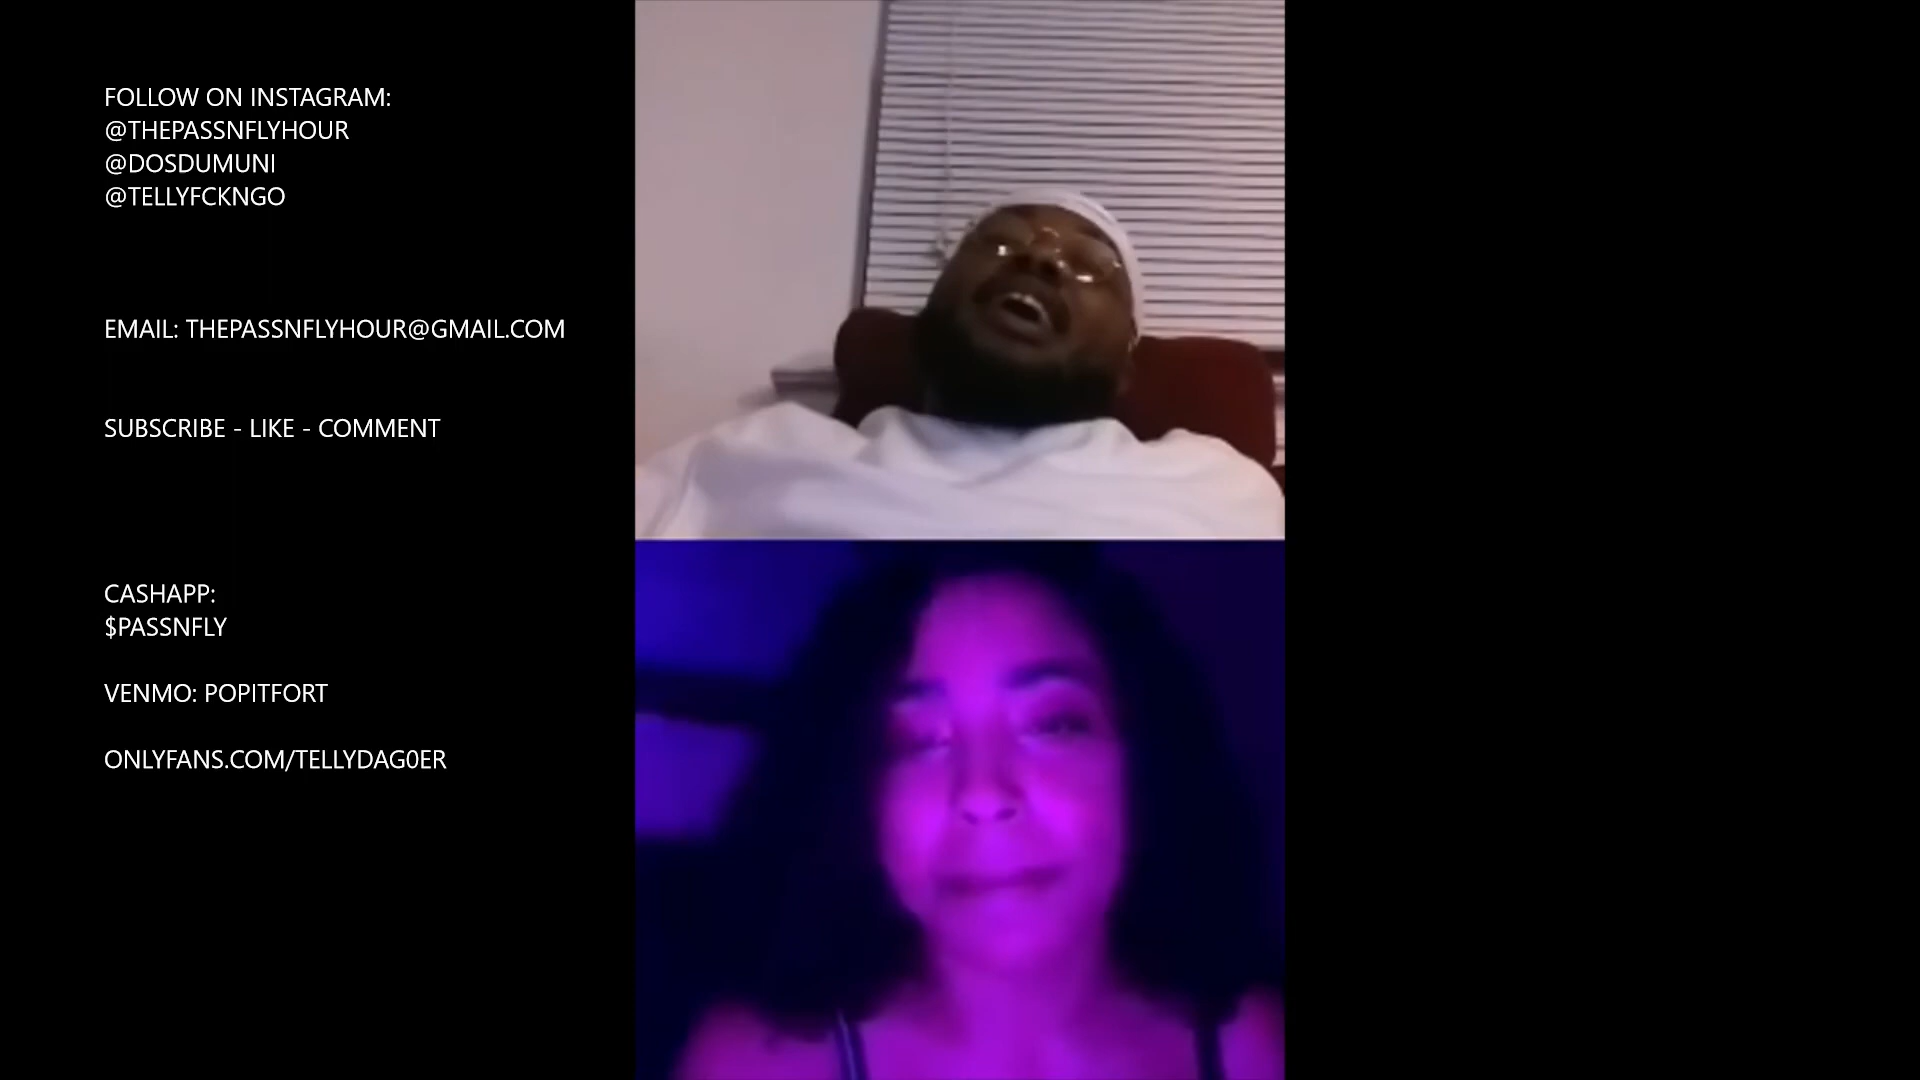 FOLLOW ON INSTAGRAM:
@THEPASSNFLYHOUR
@DOSDUMUNI
@TELLYFCKNGO
EMAIL: THEPASSNFLYHOUR@GMAIL.COM
SUBSCRIBE - LIKE - COMMENT
CASHAPP:
$PASSNFLY
VENMO: POPITFORT
ONLYFANS.COM/TELLYDAG0ER